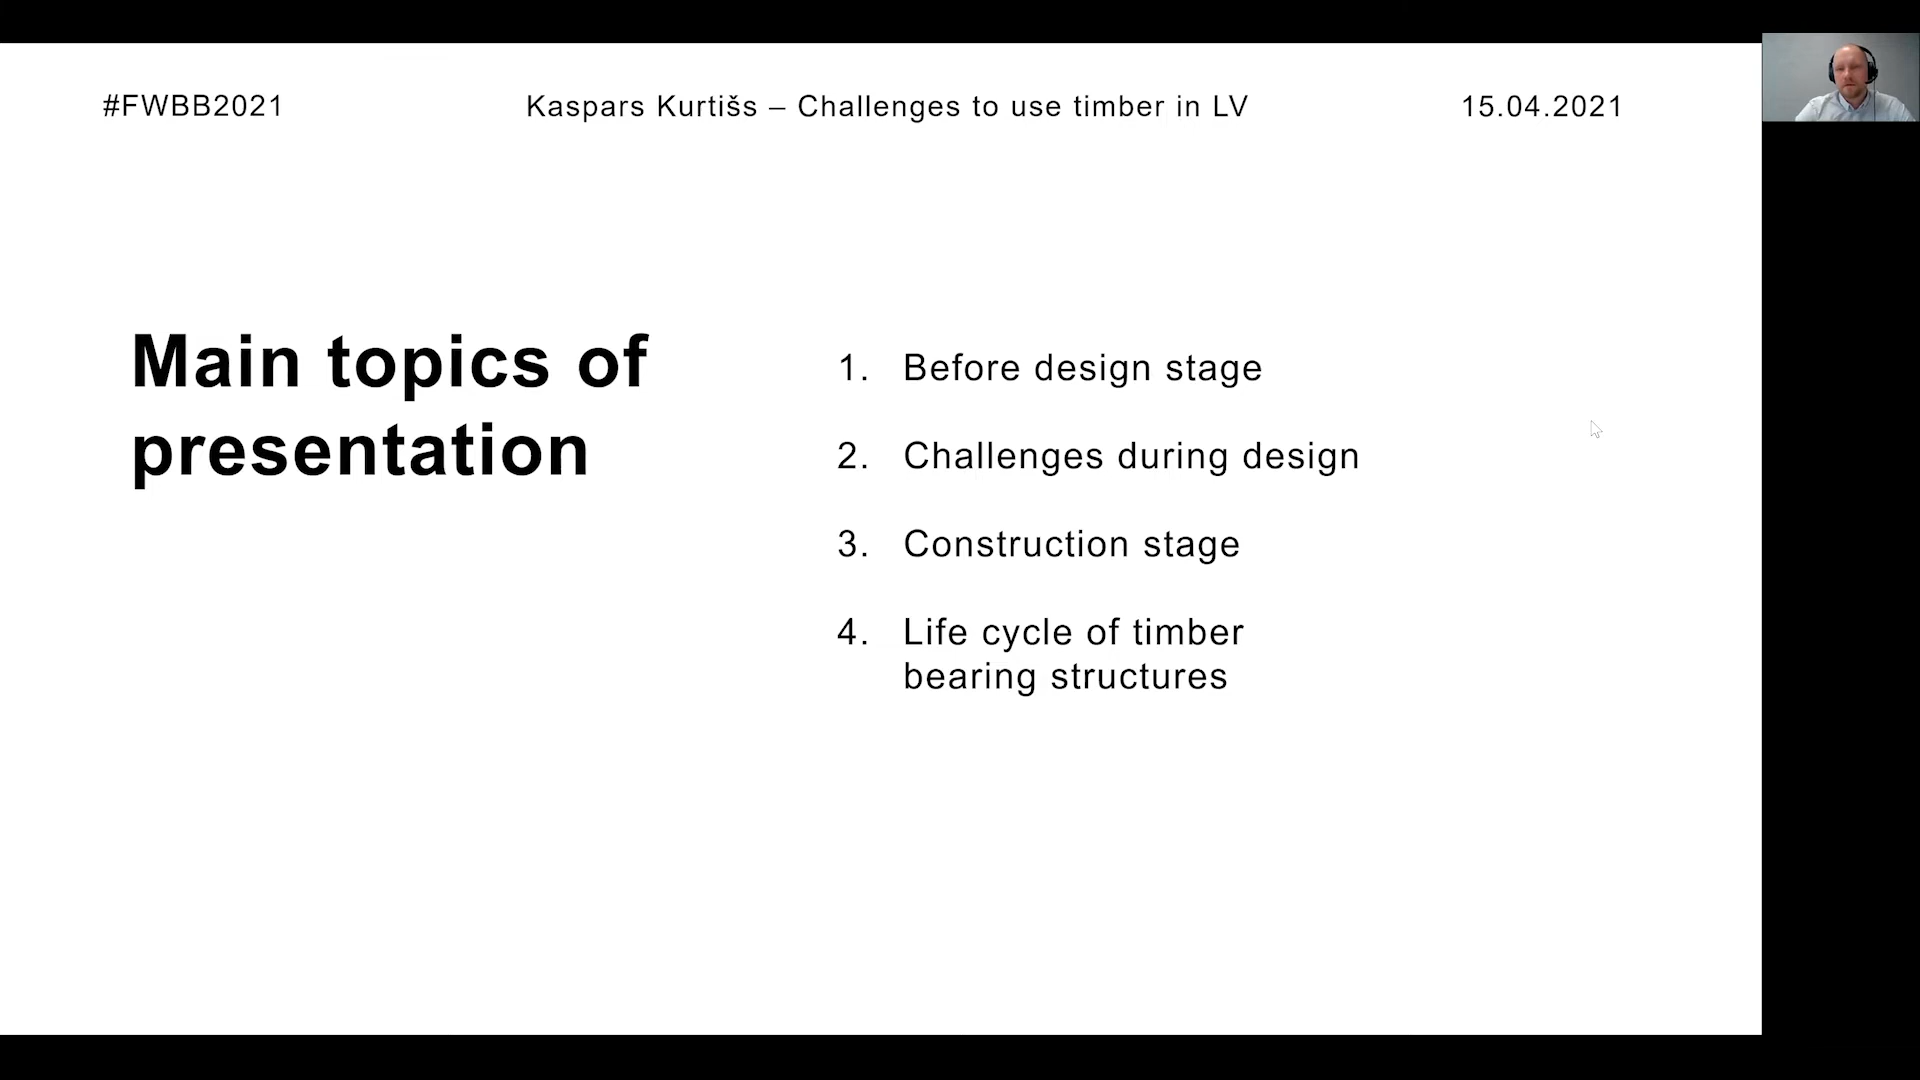 #FWBB2021
Kaspars Kurtišs – Challenges to use timber in LV
15.04.2021
Main topics of
presentation
1. Before design stage
2. Challenges during design
3. Construction stage
4. Life cycle of timber
bearing structures